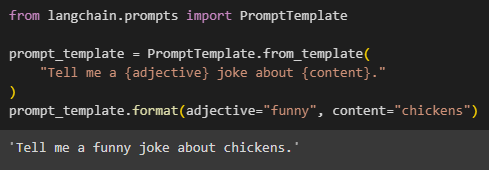 from langchain.prompts import PromptTemplate
prompt_template = PromptTemplate.from_template(
    "Tell me a {adjective} joke about {content}."
)
prompt_template.format(adjective="funny", content="chickens")
'Tell me a funny joke about chickens.'